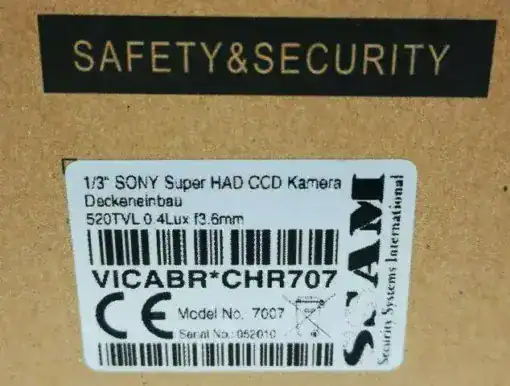 SAFETY&SECURITY
1/3" SONY Super HAD CCD Kamera
Deckeneinbau
520TVL 0.4Lux f3.6mm
VICABR*CHR707
CE Model No. 7007
Serial No.: 052010
SSAM
Security Systems International